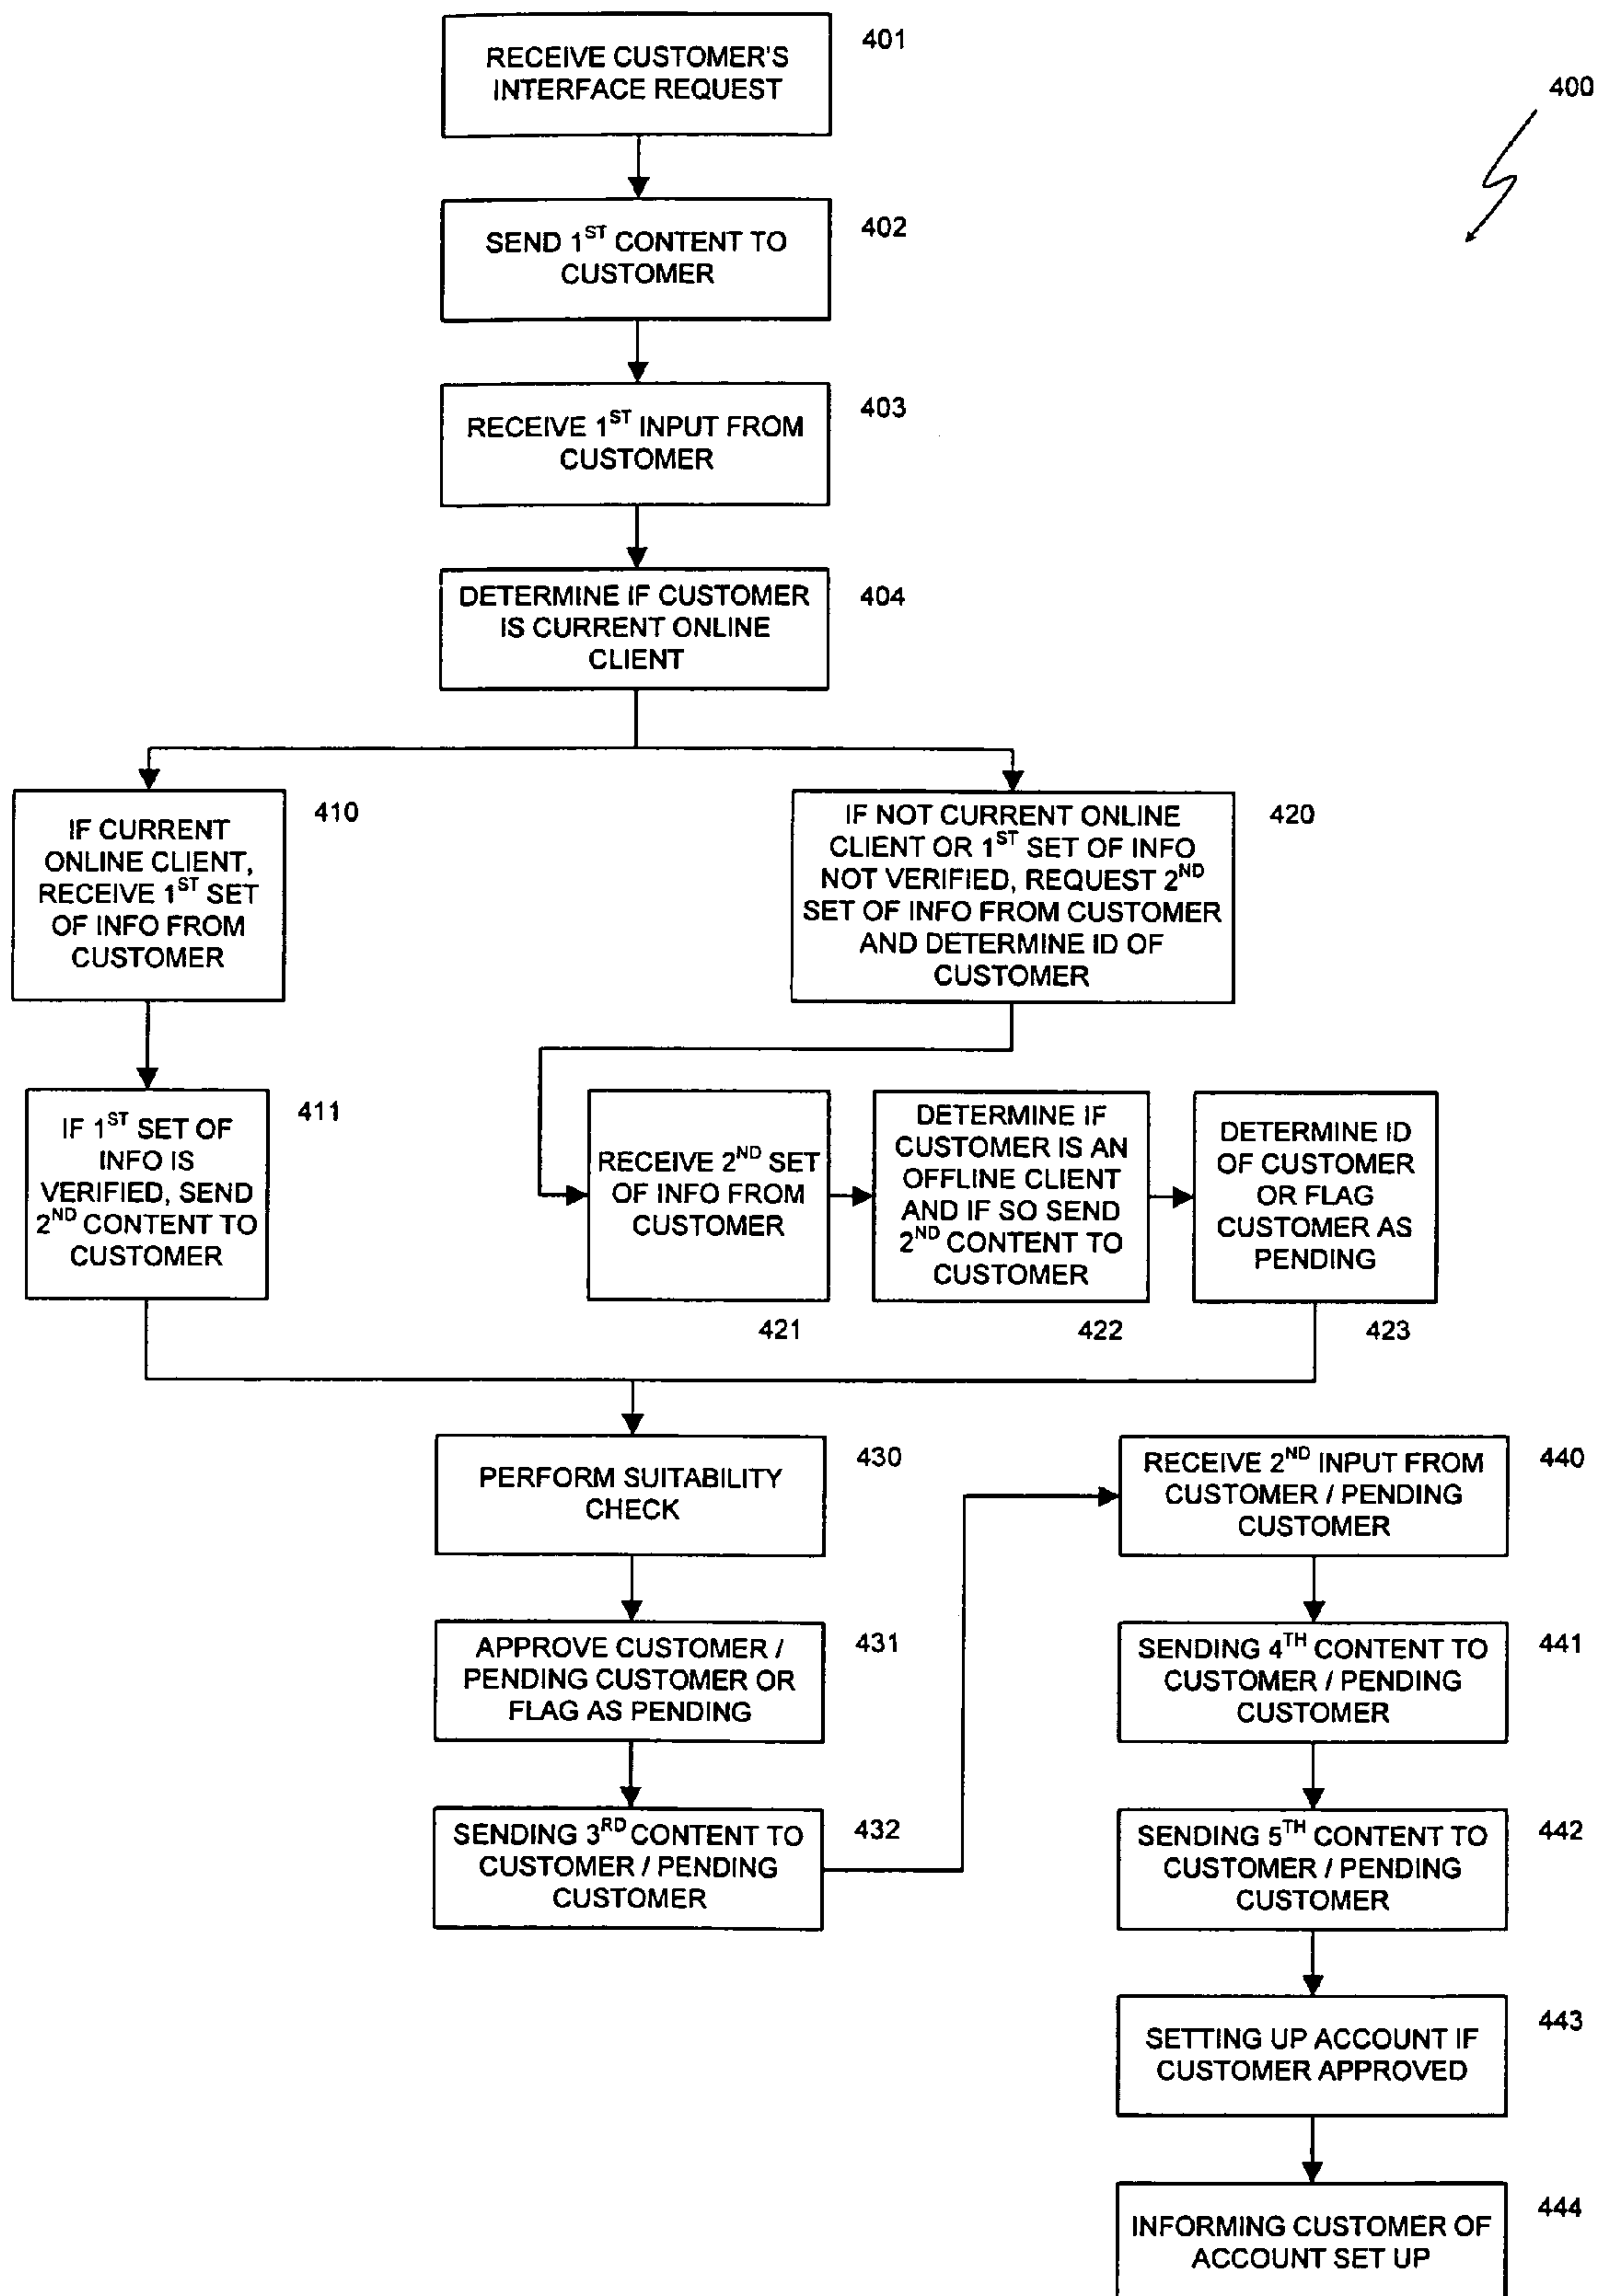 RECEIVE CUSTOMER'S
INTERFACE REQUEST
401
400
SEND 1ST CONTENT TO
CUSTOMER
402
RECEIVE 1ST INPUT FROM
CUSTOMER
403
DETERMINE IF CUSTOMER
IS CURRENT ONLINE
CLIENT
404
IF CURRENT
ONLINE CLIENT,
RECEIVE 1ST SET
OF INFO FROM
CUSTOMER
410
IF NOT CURRENT ONLINE
CLIENT OR 1ST SET OF INFO
NOT VERIFIED, REQUEST 2ND
SET OF INFO FROM CUSTOMER
AND DETERMINE ID OF
CUSTOMER
420
IF 1ST SET OF
INFO IS
VERIFIED, SEND
2ND CONTENT TO
CUSTOMER
411
RECEIVE 2ND SET
OF INFO FROM
CUSTOMER
421
DETERMINE IF
CUSTOMER IS AN
OFFLINE CLIENT
AND IF SO SEND
2ND CONTENT TO
CUSTOMER
422
DETERMINE ID
OF CUSTOMER
OR FLAG
CUSTOMER AS
PENDING
423
PERFORM SUITABILITY
CHECK
430
APPROVE CUSTOMER /
PENDING CUSTOMER OR
FLAG AS PENDING
431
SENDING 3RD CONTENT TO
CUSTOMER / PENDING
CUSTOMER
432
RECEIVE 2ND INPUT FROM
CUSTOMER / PENDING
CUSTOMER
440
SENDING 4TH CONTENT TO
CUSTOMER / PENDING
CUSTOMER
441
SENDING 5TH CONTENT TO
CUSTOMER / PENDING
CUSTOMER
442
SETTING UP ACCOUNT IF
CUSTOMER APPROVED
443
INFORMING CUSTOMER OF
ACCOUNT SET UP
444